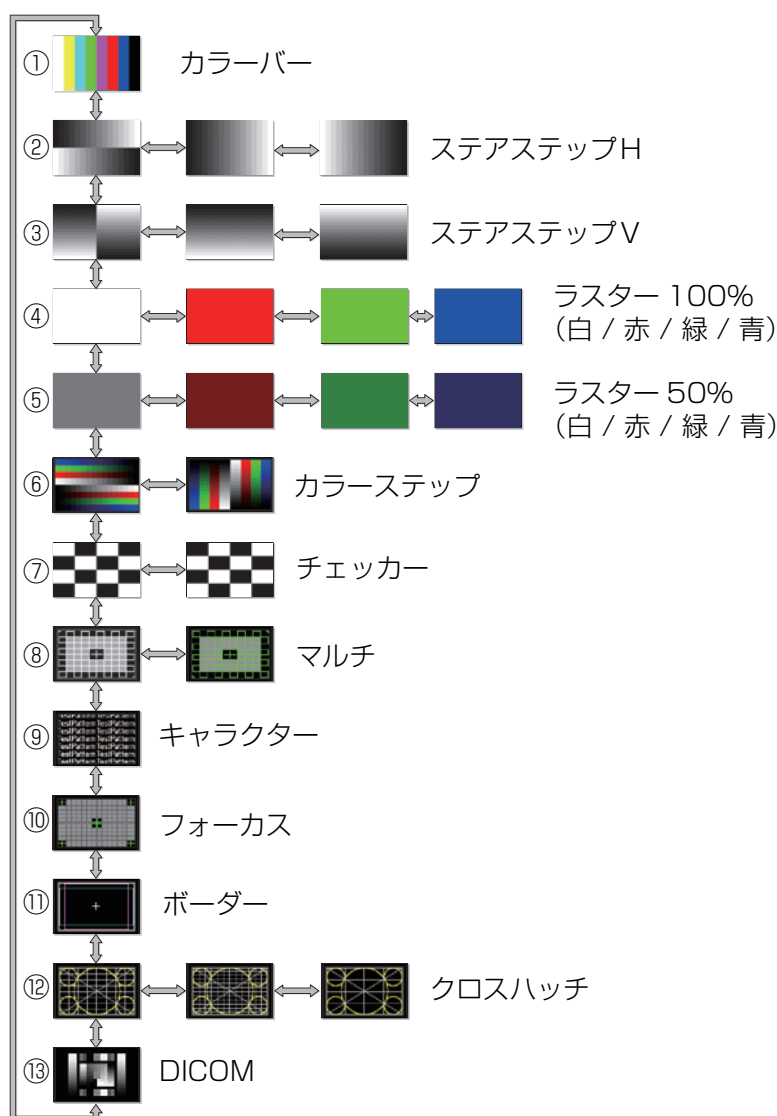 ① カラーバー
② ステアステップH
③ ステアステップV
④ ラスター 100%
（白 / 赤 / 緑 / 青）
⑤ ラスター 50%
（白 / 赤 / 緑 / 青）
⑥ カラーステップ
⑦ チェッカー
⑧ マルチ
⑨ キャラクター
⑩ フォーカス
⑪ ボーダー
⑫ クロスハッチ
⑬ DICOM